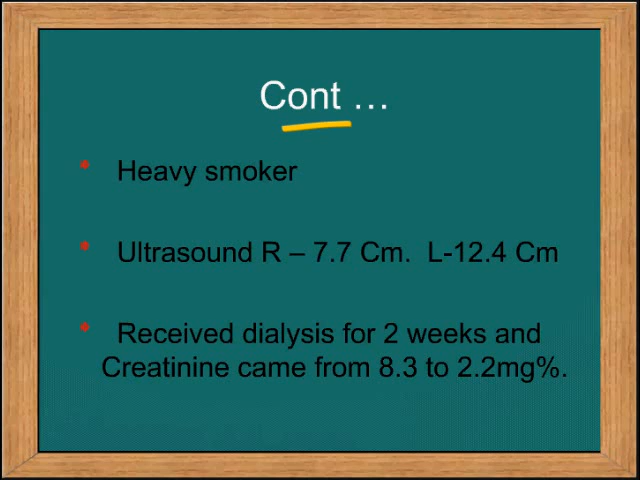 Cont …
Heavy smoker
Ultrasound R – 7.7 Cm. L-12.4 Cm
Received dialysis for 2 weeks and
Creatinine came from 8.3 to 2.2mg%.